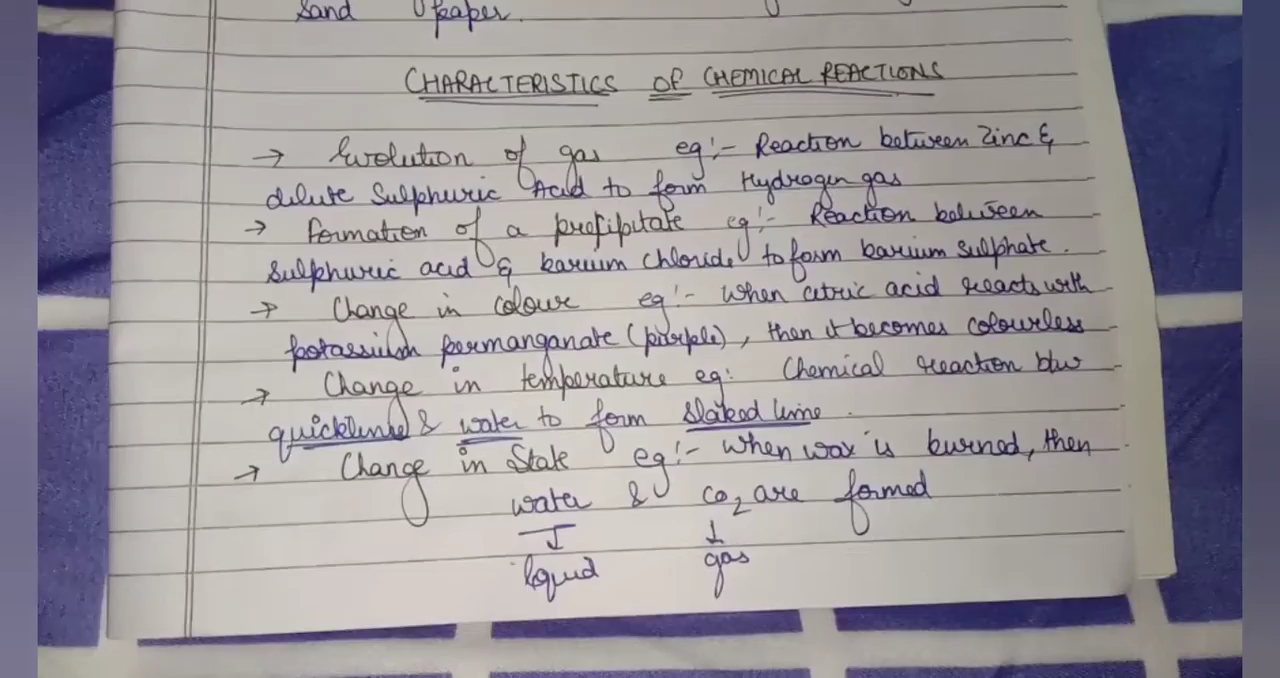 sand paper.
CHARACTERISTICS OF CHEMICAL REACTIONS
→ Evolution of gas eg:- Reaction between Zinc &
dilute Sulphuric Acid to form Hydrogen gas
→ Formation of a precipitate eg:- Reaction between
sulphuric acid & barium chloride to form barium sulphate.
→ Change in colour eg:- When citric acid reacts with
potassium permanganate (purple), then it becomes colourless
→ Change in temperature eg: Chemical reaction btw
quicklime & water to form slaked lime.
→ Change in State eg:- When wax is burned, then
water & CO2 are formed
↓ ↓
liquid gas